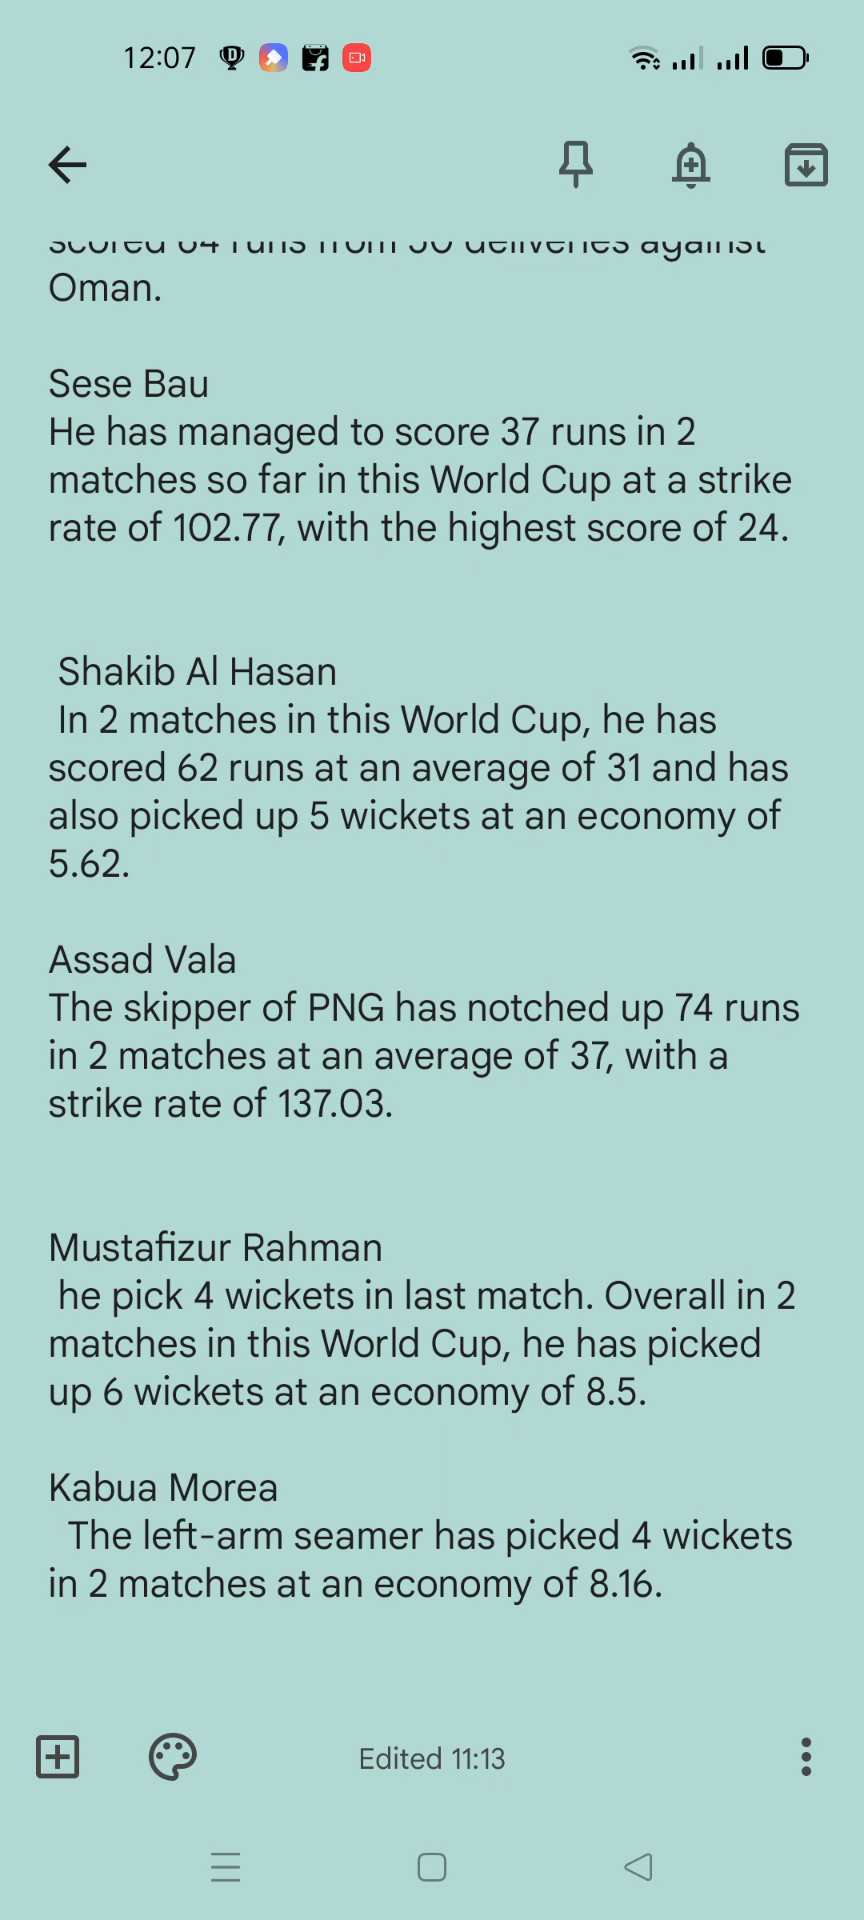 12:07
scored 64 runs from 50 deliveries against
Oman.
Sese Bau
He has managed to score 37 runs in 2
matches so far in this World Cup at a strike
rate of 102.77, with the highest score of 24.
Shakib Al Hasan
In 2 matches in this World Cup, he has
scored 62 runs at an average of 31 and has
also picked up 5 wickets at an economy of
5.62.
Assad Vala
The skipper of PNG has notched up 74 runs
in 2 matches at an average of 37, with a
strike rate of 137.03.
Mustafizur Rahman
he pick 4 wickets in last match. Overall in 2
matches in this World Cup, he has picked
up 6 wickets at an economy of 8.5.
Kabua Morea
The left-arm seamer has picked 4 wickets
in 2 matches at an economy of 8.16.
Edited 11:13